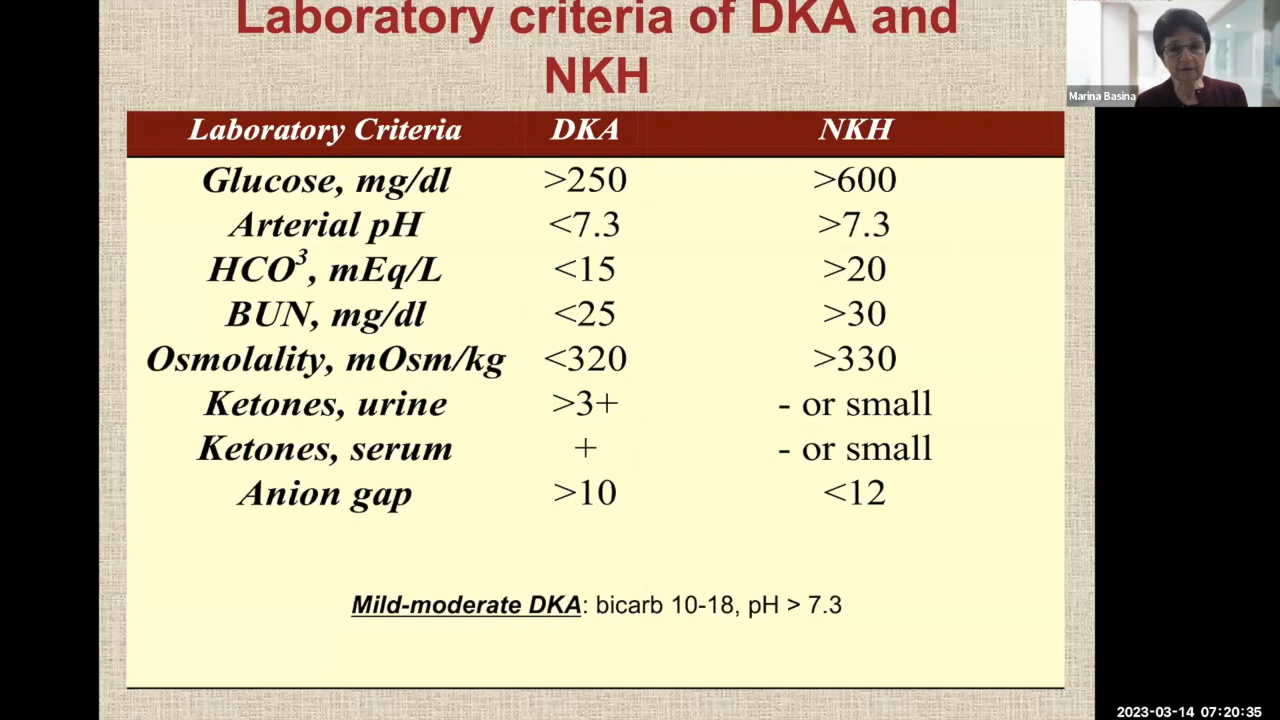 Laboratory criteria of DKA and
NKH
Marina Basina
Laboratory Criteria DKA NKH
Glucose, mg/dl >250 >600
Arterial pH <7.3 >7.3
HCO³, mEq/L <15 >20
BUN, mg/dl <25 >30
Osmolality, mOsm/kg <320 >330
Ketones, urine >3+ - or small
Ketones, serum + - or small
Anion gap >10 <12
Mild-moderate DKA: bicarb 10-18, pH > 7.3
2023-03-14 07:20:35